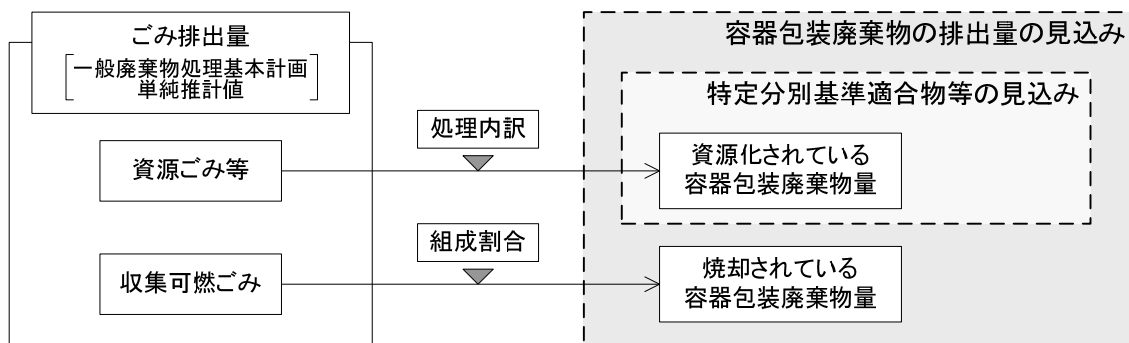 ごみ排出量
一般廃棄物処理基本計画
単純推計値
資源ごみ等
収集可燃ごみ
処理内訳
組成割合
容器包装廃棄物の排出量の見込み
特定分別基準適合物等の見込み
資源化されている
容器包装廃棄物量
焼却されている
容器包装廃棄物量